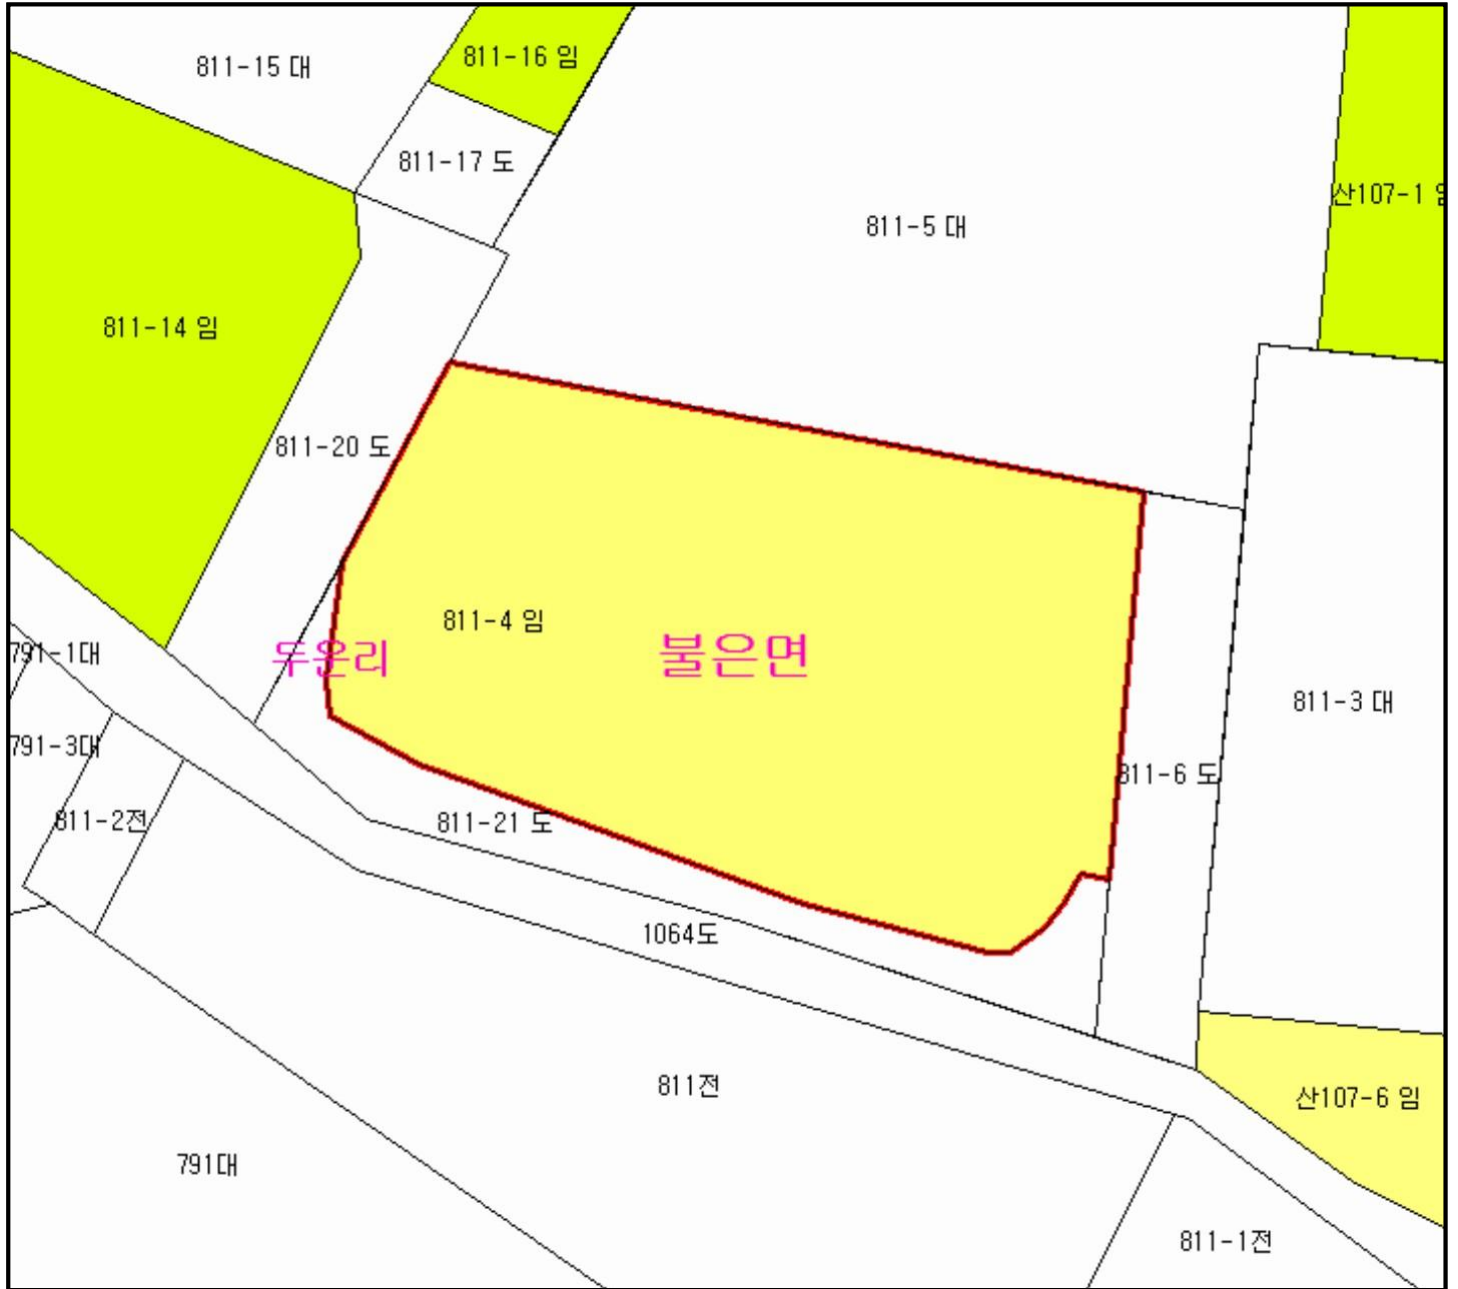 811-15 대
811-16 임
811-17 도
811-5 대
산107-1
811-14 임
811-20 도
811-4 임
두운리
불은면
791-1대
811-3 대
791-3대
811-6 도
811-2전
811-21 도
1064도
811전
산107-6 임
791대
811-1전